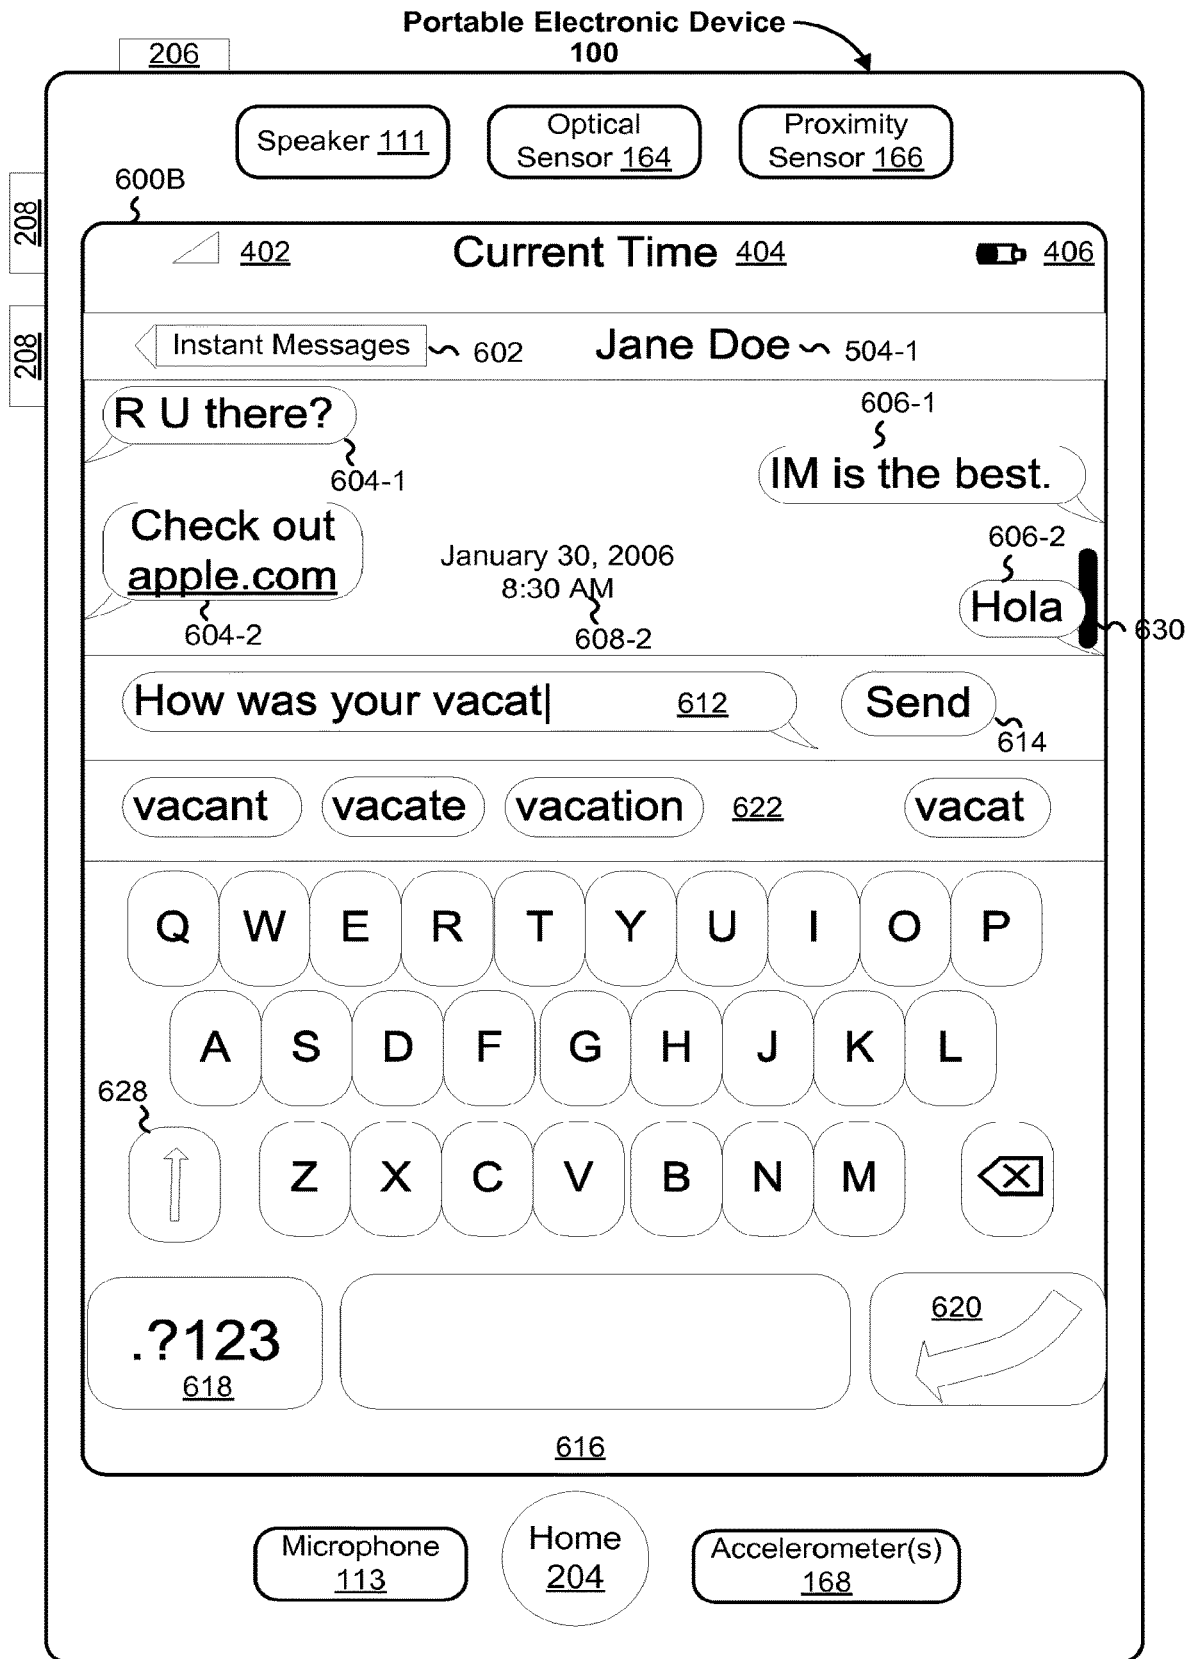 Portable Electronic Device
100
206
Speaker 111
Optical
Sensor 164
Proximity
Sensor 166
600B
208
208
402 Current Time 404 406
Instant Messages 602 Jane Doe 504-1
R U there?
604-1
606-1
IM is the best.
Check out
apple.com
604-2
January 30, 2006
8:30 AM
608-2
606-2
Hola
630
How was your vacat 612 Send
614
vacant vacate vacation 622 vacat
Q W E R T Y U I O P
A S D F G H J K L
628
Z X C V B N M
.?123
618
620
616
Microphone
113
Home
204
Accelerometer(s)
168